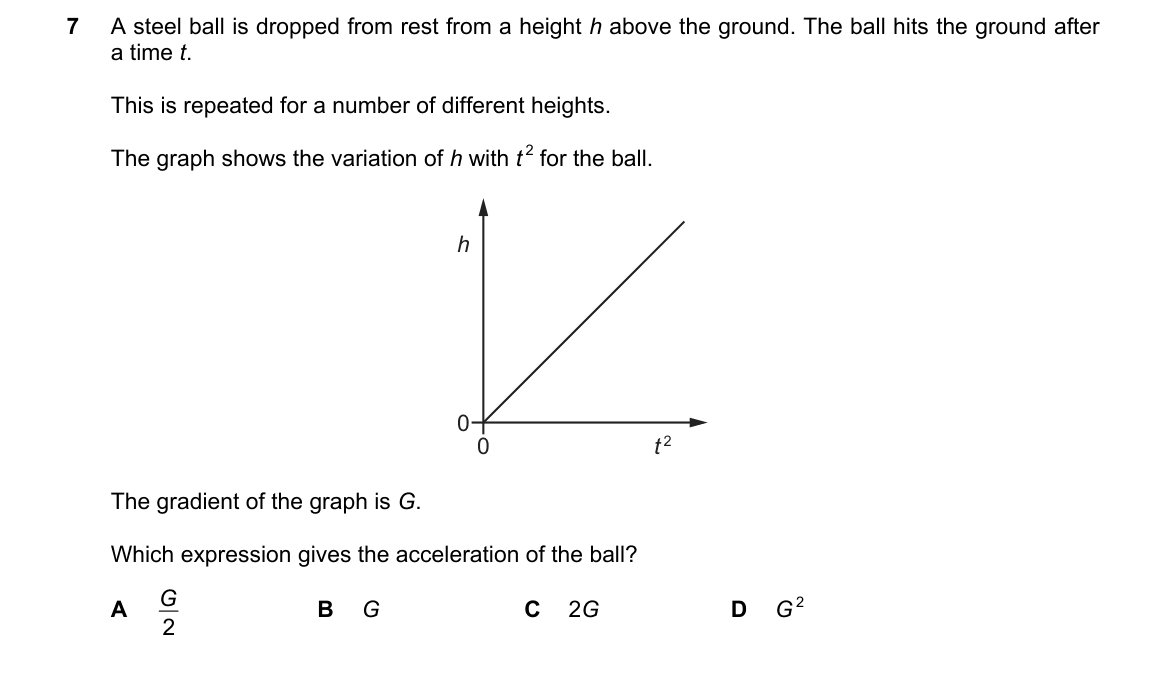 7 A steel ball is dropped from rest from a height h above the ground. The ball hits the ground after
a time t.
This is repeated for a number of different heights.
The graph shows the variation of h with t² for the ball.
h
0
0
t²
The gradient of the graph is G.
Which expression gives the acceleration of the ball?
A G/2 B G C 2G D G²